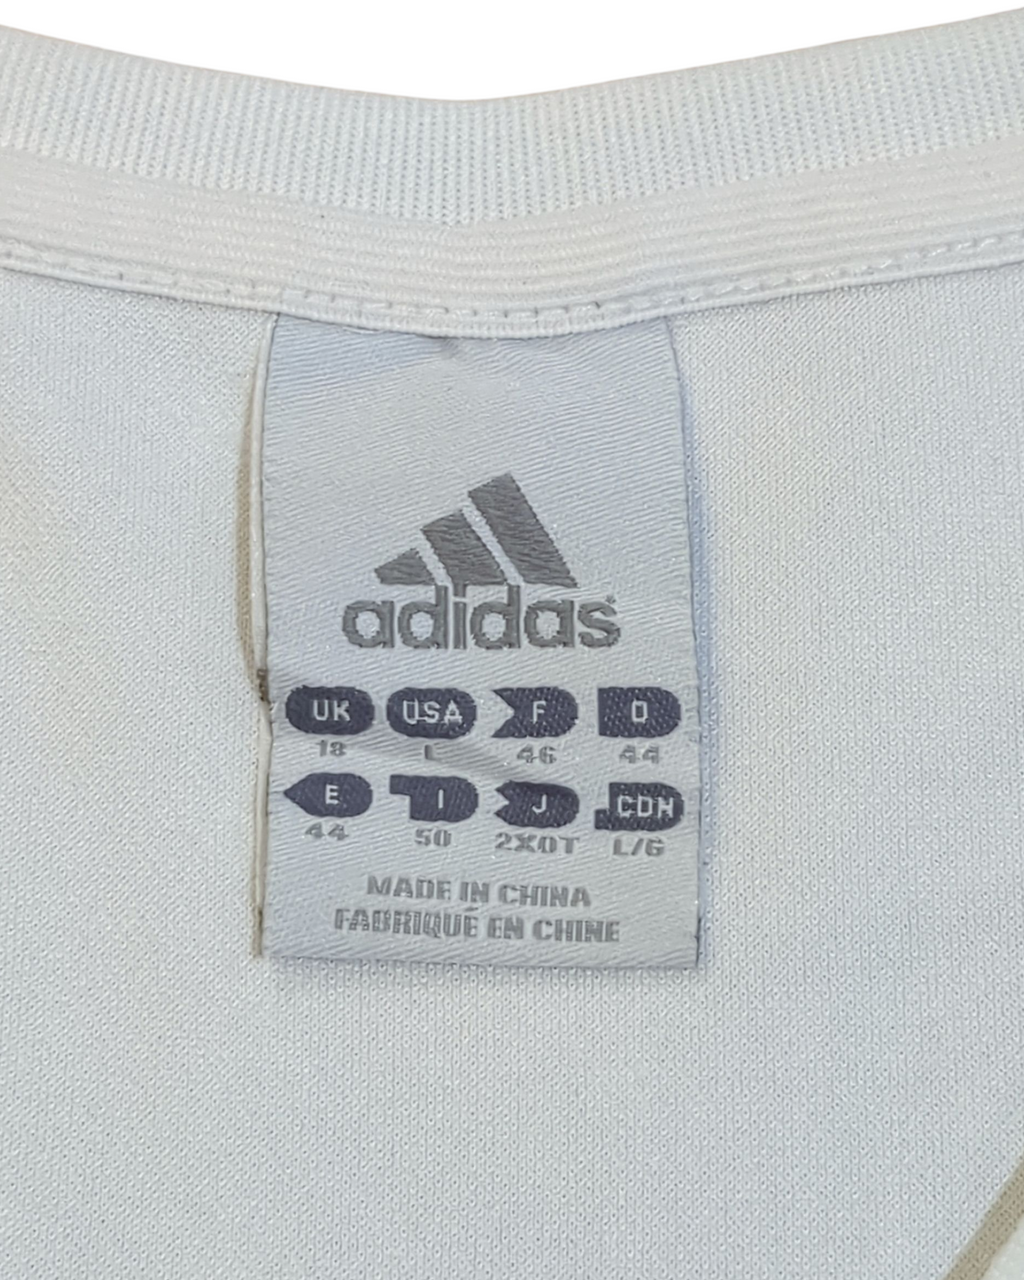 adidas
UK USA F D
18 L 46 44
E I J CDN
44 50 2XOT L/G
MADE IN CHINA
FABRIQUÉ EN CHINE